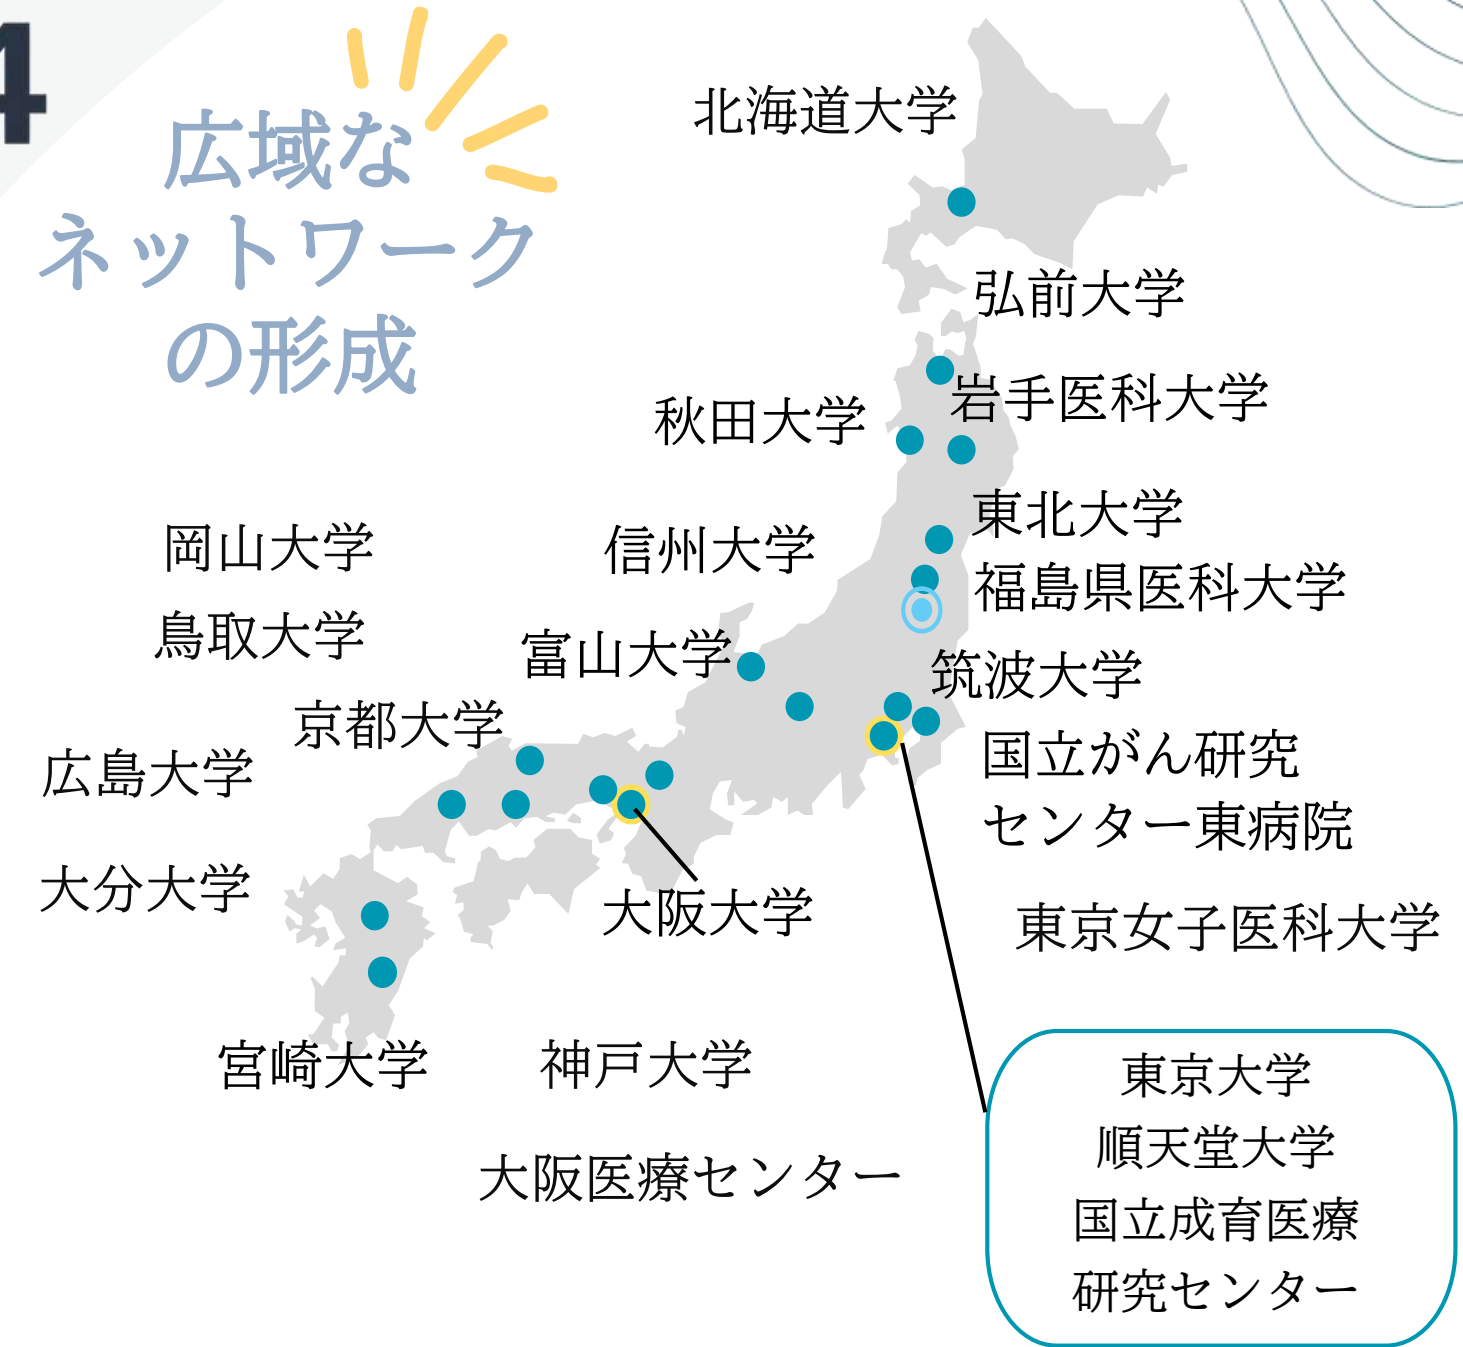 4
広域な
ネットワーク
の形成
北海道大学
弘前大学
岩手医科大学
秋田大学
東北大学
岡山大学
信州大学
福島県医科大学
鳥取大学
富山大学
筑波大学
京都大学
国立がん研究
センター東病院
広島大学
大分大学
大阪大学
東京女子医科大学
宮崎大学
神戸大学
大阪医療センター
東京大学
順天堂大学
国立成育医療
研究センター